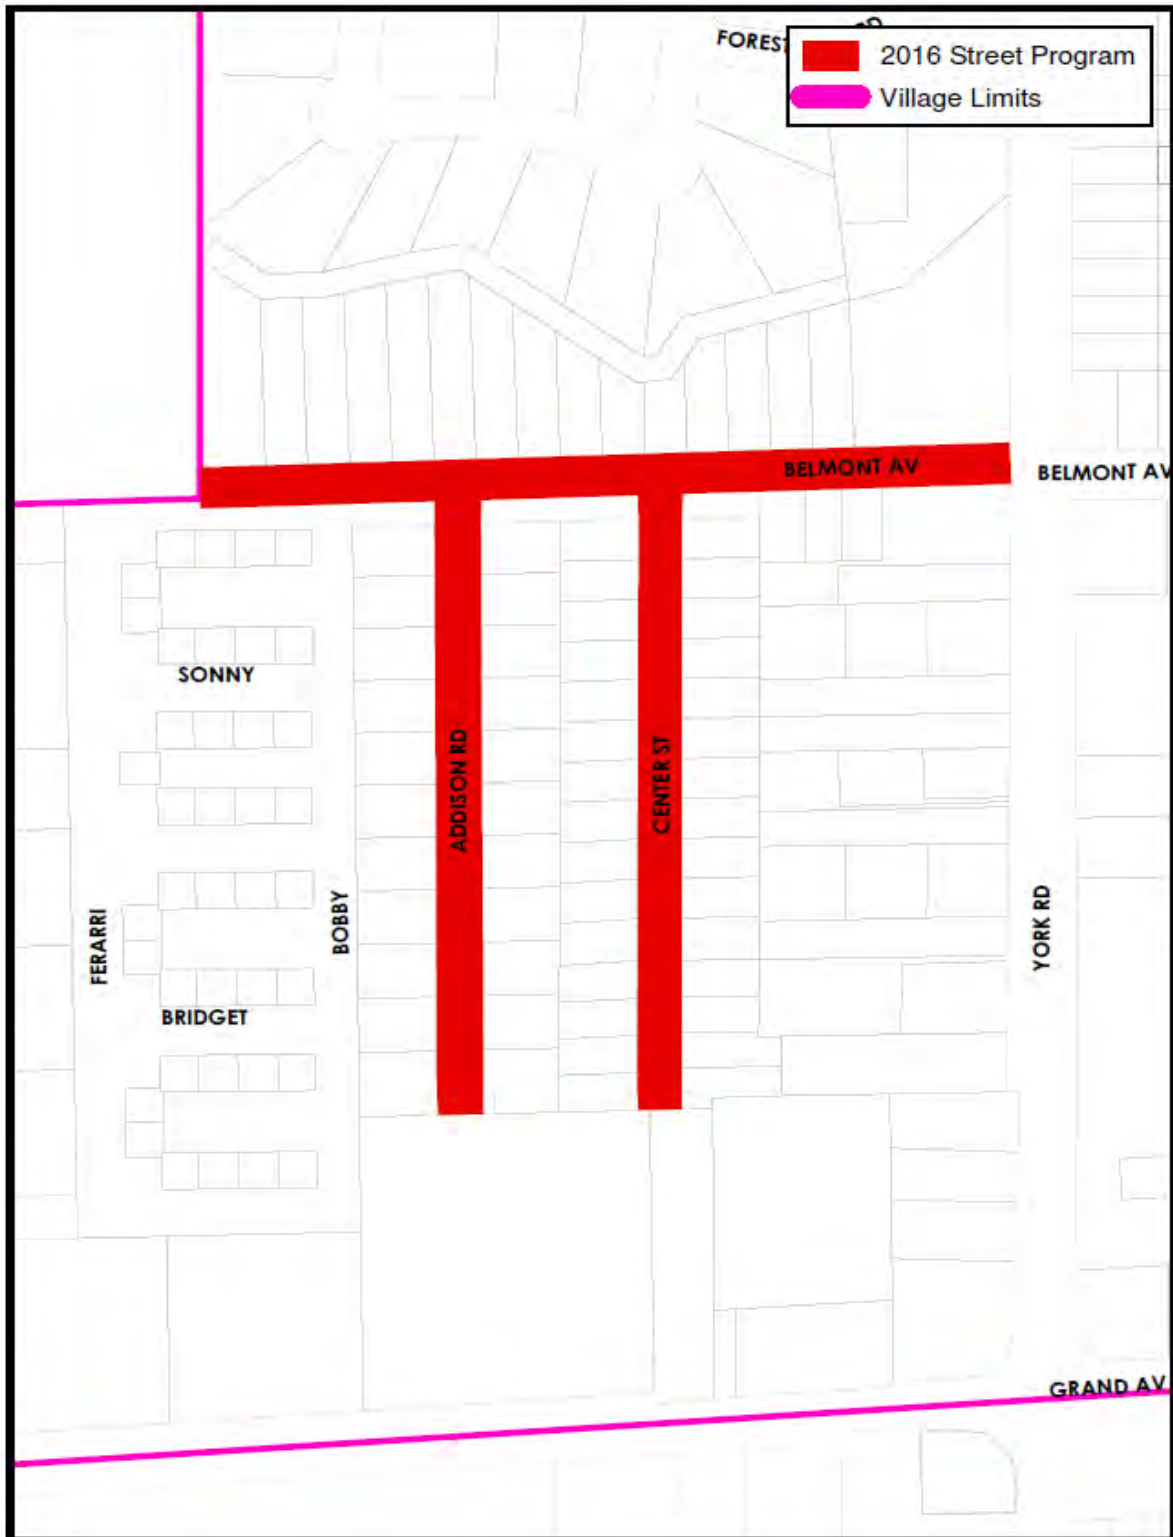 FOREST
RD
2016 Street Program
Village Limits
BELMONT AV
BELMONT AV
SONNY
ADDISON RD
CENTER ST
FERARRI
BOBBY
YORK RD
BRIDGET
GRAND AV